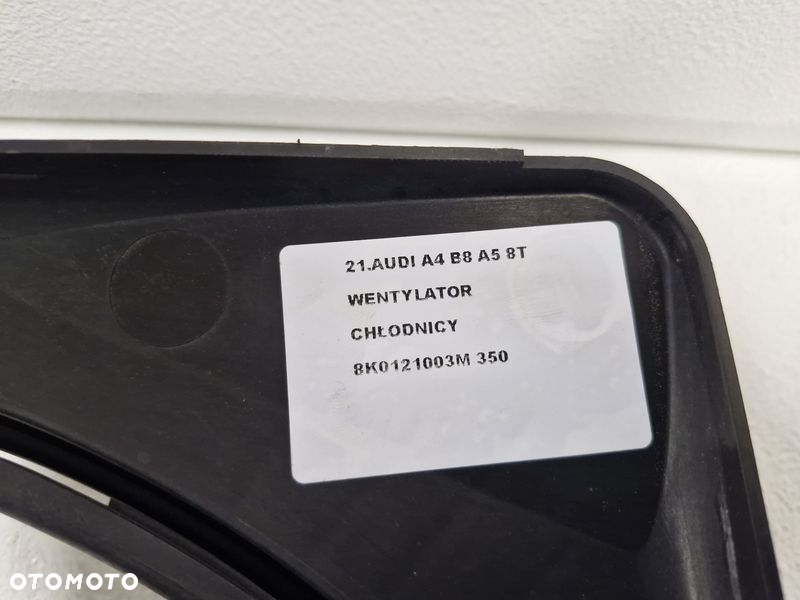 21.AUDI A4 B8 A5 8T
WENTYLATOR
CHŁODNICY
8K0121003M 350
OTOMOTO